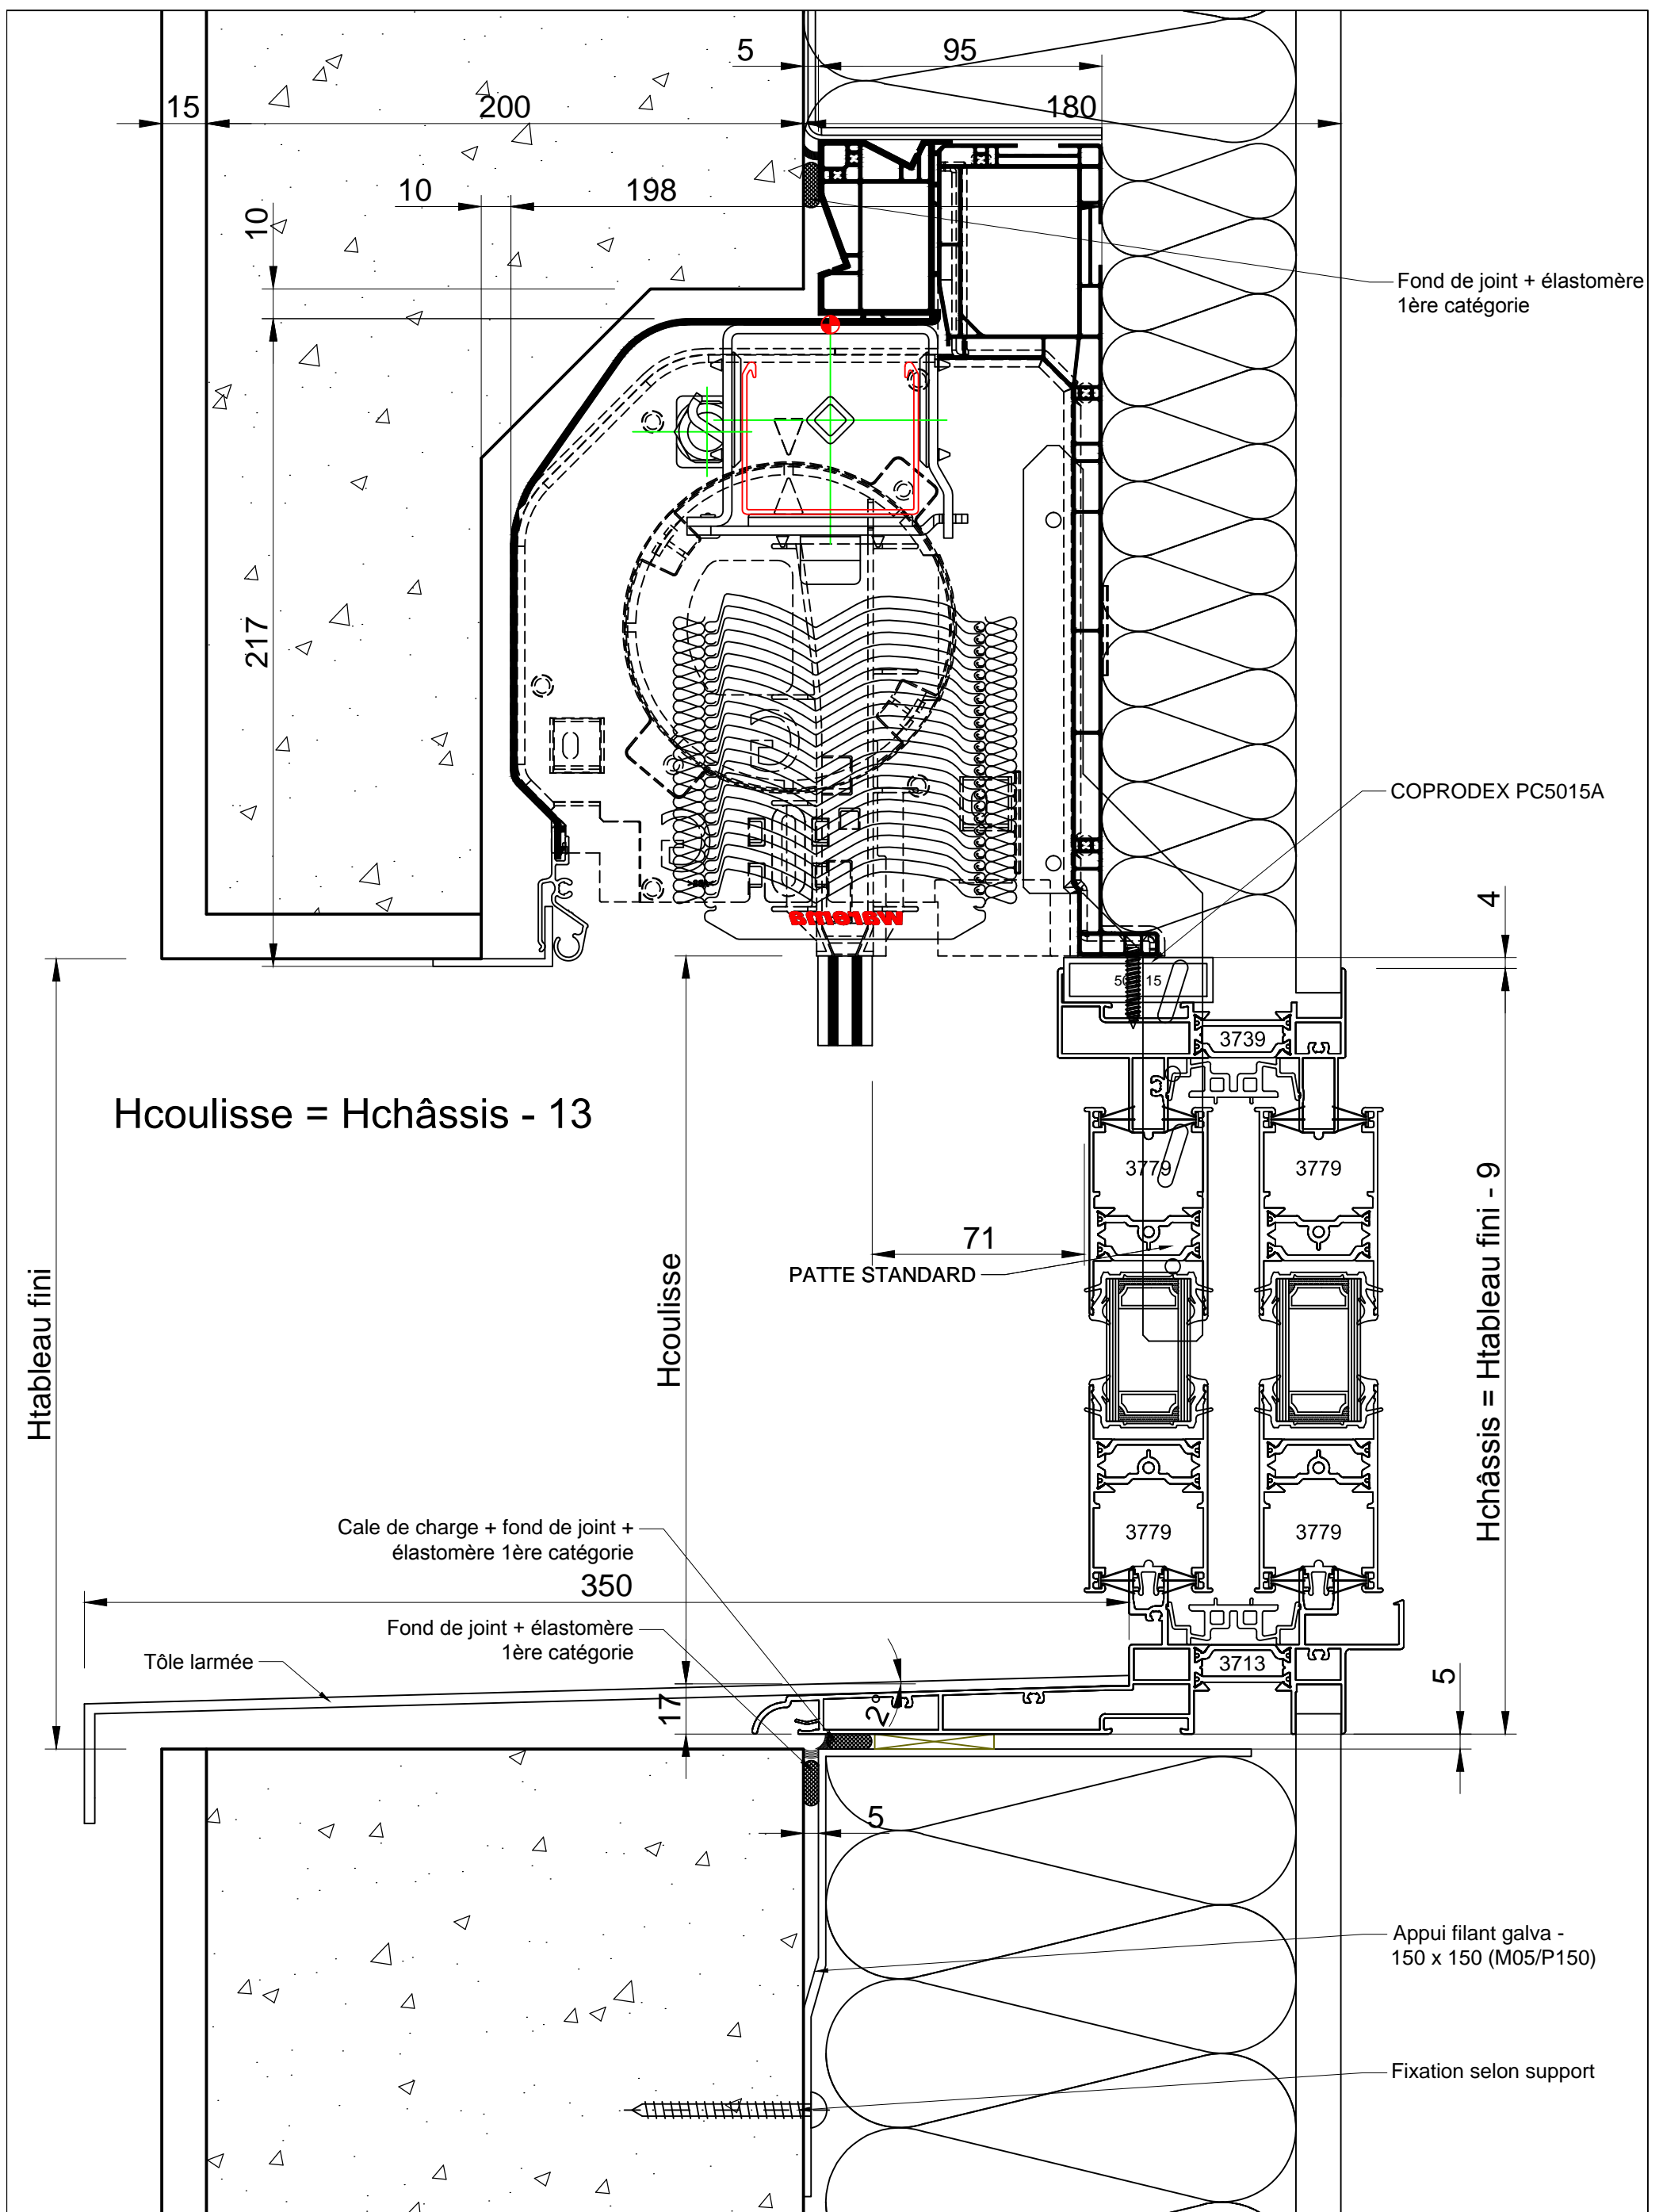 5
95
15
200
180
10
198
10
Fond de joint + élastomère
1ère catégorie
217
COPRODEX PC5015A
4
15
3739
Hcoulisse = Hchâssis - 13
3779
3779
71
PATTE STANDARD
Htableau fini
Hcoulisse
Hchâssis = Htableau fini - 9
Cale de charge + fond de joint +
élastomère 1ère catégorie
3779
3779
350
Fond de joint + élastomère
1ère catégorie
Tôle larmée
3713
5
17
2°
5
Appui filant galva -
150 x 150 (M05/P150)
Fixation selon support